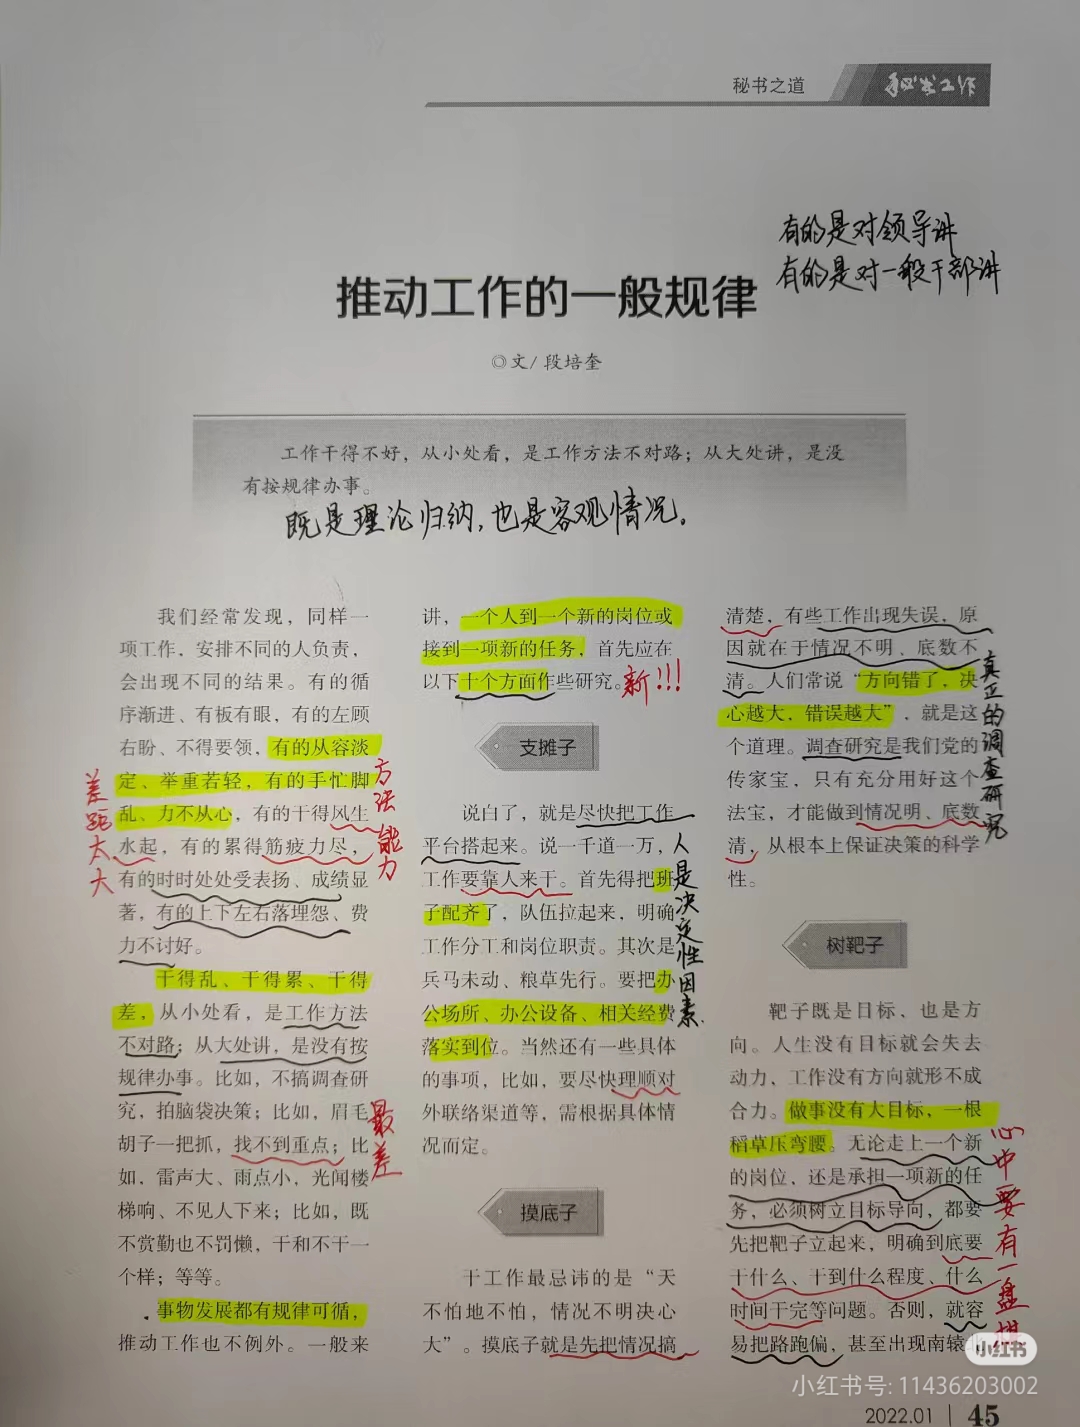 秘书之道
秘书工作
有的是对领导讲
有的是对一般干部讲
推动工作的一般规律
◎文/ 段培奎
工作干得不好，从小处看，是工作方法不对路；从大处讲，是没
有按规律办事。
既是理论归纳，也是客观情况。
我们经常发现，同样一
项工作，安排不同的人负责，
会出现不同的结果。有的循
序渐进、有板有眼，有的左顾
右盼、不得要领，有的从容淡
定、举重若轻，有的手忙脚
乱、力不从心，有的干得风生
水起，有的累得筋疲力尽，
有的时时处处受表扬、成绩显
著，有的上下左右落埋怨、费
力不讨好。
差距太大
方法能力
干得乱、干得累、干得
差，从小处看，是工作方法
不对路；从大处讲，是没有按
规律办事。比如，不搞调查研
究，拍脑袋决策；比如，眉毛
胡子一把抓，找不到重点；比
如，雷声大、雨点小，光闻楼
梯响、不见人下来；比如，既
不赏勤也不罚懒，干和不干一
个样；等等。
最差
事物发展都有规律可循，
推动工作也不例外。一般来
讲，一个人到一个新的岗位或
接到一项新的任务，首先应在
以下十个方面作些研究。
新!!!
支摊子
说白了，就是尽快把工作
平台搭起来。说一千道一万，
工作要靠人来干。首先得把班
子配齐了，队伍拉起来，明确
工作分工和岗位职责。其次是
兵马未动、粮草先行。要把办
公场所、办公设备、相关经费
落实到位。当然还有一些具体
的事项，比如，要尽快理顺对
外联络渠道等，需根据具体情
况而定。
人是决定性因素.
摸底子
干工作最忌讳的是“天
不怕地不怕，情况不明决心
大”。摸底子就是先把情况搞
清楚，有些工作出现失误，原
因就在于情况不明、底数不
清。人们常说“方向错了，决
心越大，错误越大”，就是这
个道理。调查研究是我们党的
传家宝，只有充分用好这个
法宝，才能做到情况明、底数
清，从根本上保证决策的科学
性。
真正的调查研究
树靶子
靶子既是目标，也是方
向。人生没有目标就会失去
动力，工作没有方向就形不成
合力。做事没有大目标，一根
稻草压弯腰。无论走上一个新
的岗位，还是承担一项新的任
务，必须树立目标导向，都要
先把靶子立起来，明确到底要
干什么、干到什么程度、什么
时间干完等问题。否则，就容
易把路跑偏，甚至出现南辕
心中要有一盘棋
小红书
小红书号: 11436203002
2022.01 45